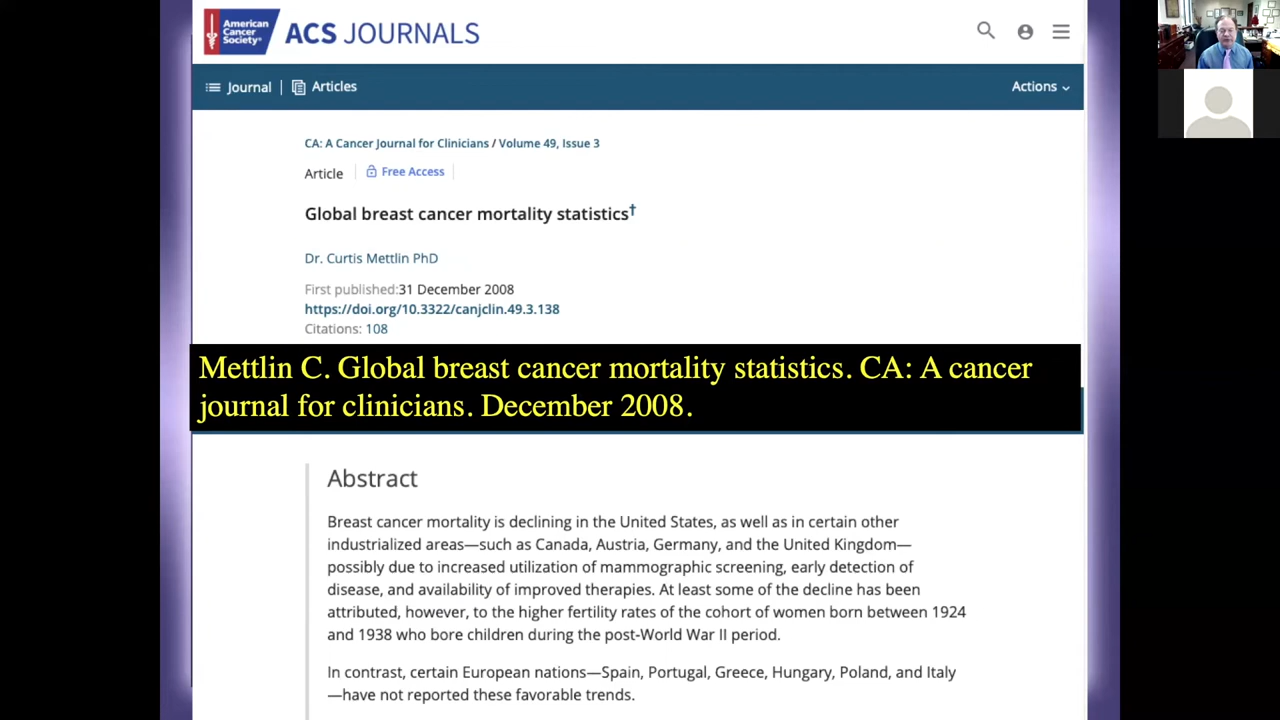 American
Cancer
Society®
ACS JOURNALS
Journal | Articles
Actions
CA: A Cancer Journal for Clinicians / Volume 49, Issue 3
Article
Free Access
Global breast cancer mortality statistics†
Dr. Curtis Mettlin PhD
First published:31 December 2008
https://doi.org/10.3322/canjclin.49.3.138
Citations: 108
Mettlin C. Global breast cancer mortality statistics. CA: A cancer
journal for clinicians. December 2008.
Abstract
Breast cancer mortality is declining in the United States, as well as in certain other
industrialized areas—such as Canada, Austria, Germany, and the United Kingdom—
possibly due to increased utilization of mammographic screening, early detection of
disease, and availability of improved therapies. At least some of the decline has been
attributed, however, to the higher fertility rates of the cohort of women born between 1924
and 1938 who bore children during the post-World War II period.
In contrast, certain European nations—Spain, Portugal, Greece, Hungary, Poland, and Italy
—have not reported these favorable trends.